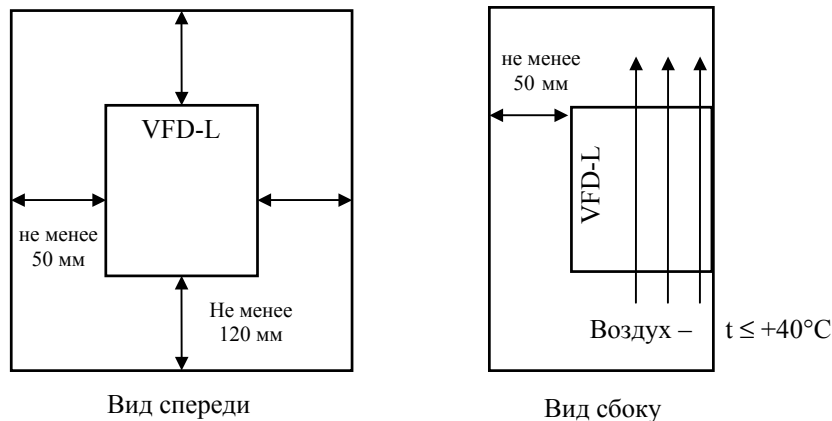 VFD-L
не менее
50 мм
Не менее
120 мм
Вид спереди
не менее
50 мм
VFD-L
Воздух – t ≤ +40°C
Вид сбоку